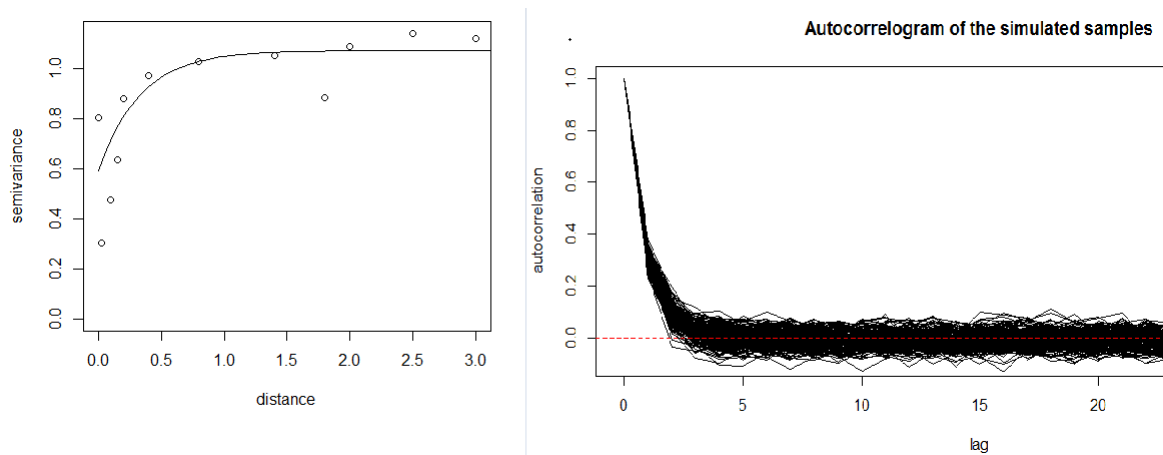 semivariance
1.0
0.8
0.6
0.4
0.2
0.0
0.0 0.5 1.0 1.5 2.0 2.5 3.0
distance
Autocorrelogram of the simulated samples
autocorrelation
1.0
0.8
0.6
0.4
0.2
0.0
0 5 10 15 20
lag